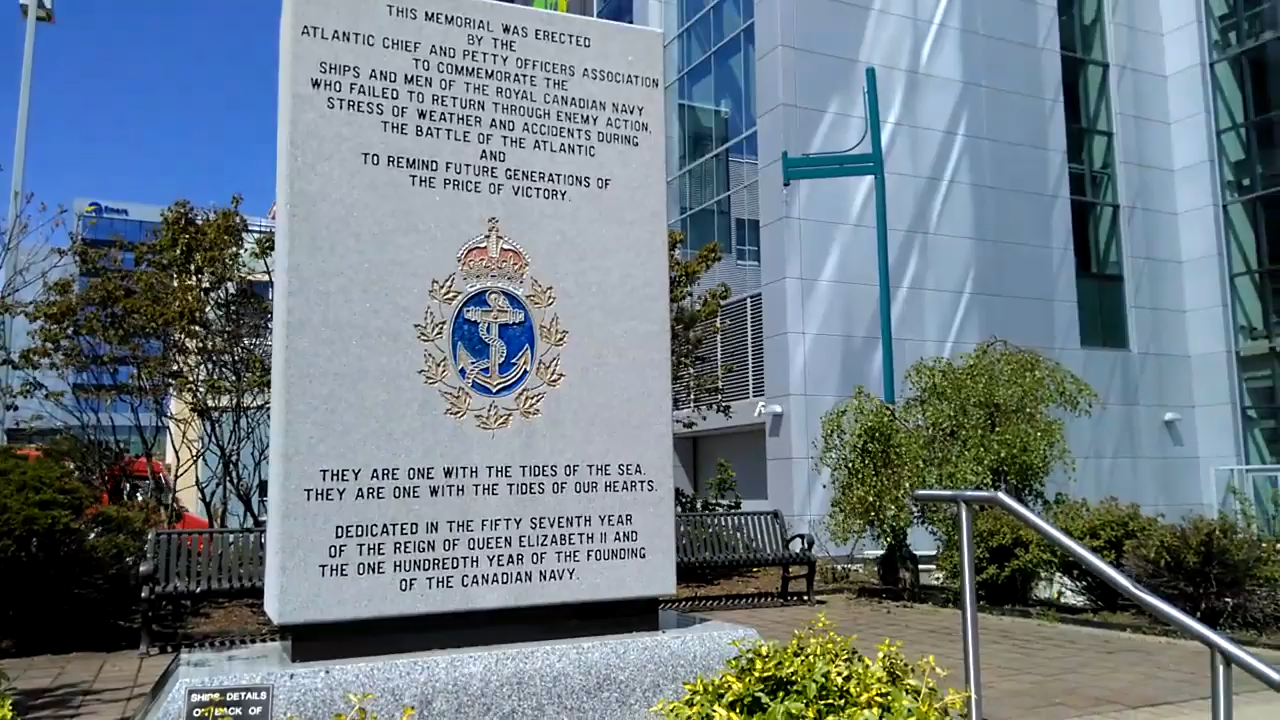 THIS MEMORIAL WAS ERECTED
BY THE
ATLANTIC CHIEF AND PETTY OFFICERS ASSOCIATION
TO COMMEMORATE THE
SHIPS AND MEN OF THE ROYAL CANADIAN NAVY
WHO FAILED TO RETURN THROUGH ENEMY ACTION,
STRESS OF WEATHER AND ACCIDENTS DURING
THE BATTLE OF THE ATLANTIC
AND
TO REMIND FUTURE GENERATIONS OF
THE PRICE OF VICTORY.
THEY ARE ONE WITH THE TIDES OF THE SEA.
THEY ARE ONE WITH THE TIDES OF OUR HEARTS.
DEDICATED IN THE FIFTY SEVENTH YEAR
OF THE REIGN OF QUEEN ELIZABETH II AND
THE ONE HUNDREDTH YEAR OF THE FOUNDING
OF THE CANADIAN NAVY.
SHIPS DETAILS
ON BACK OF